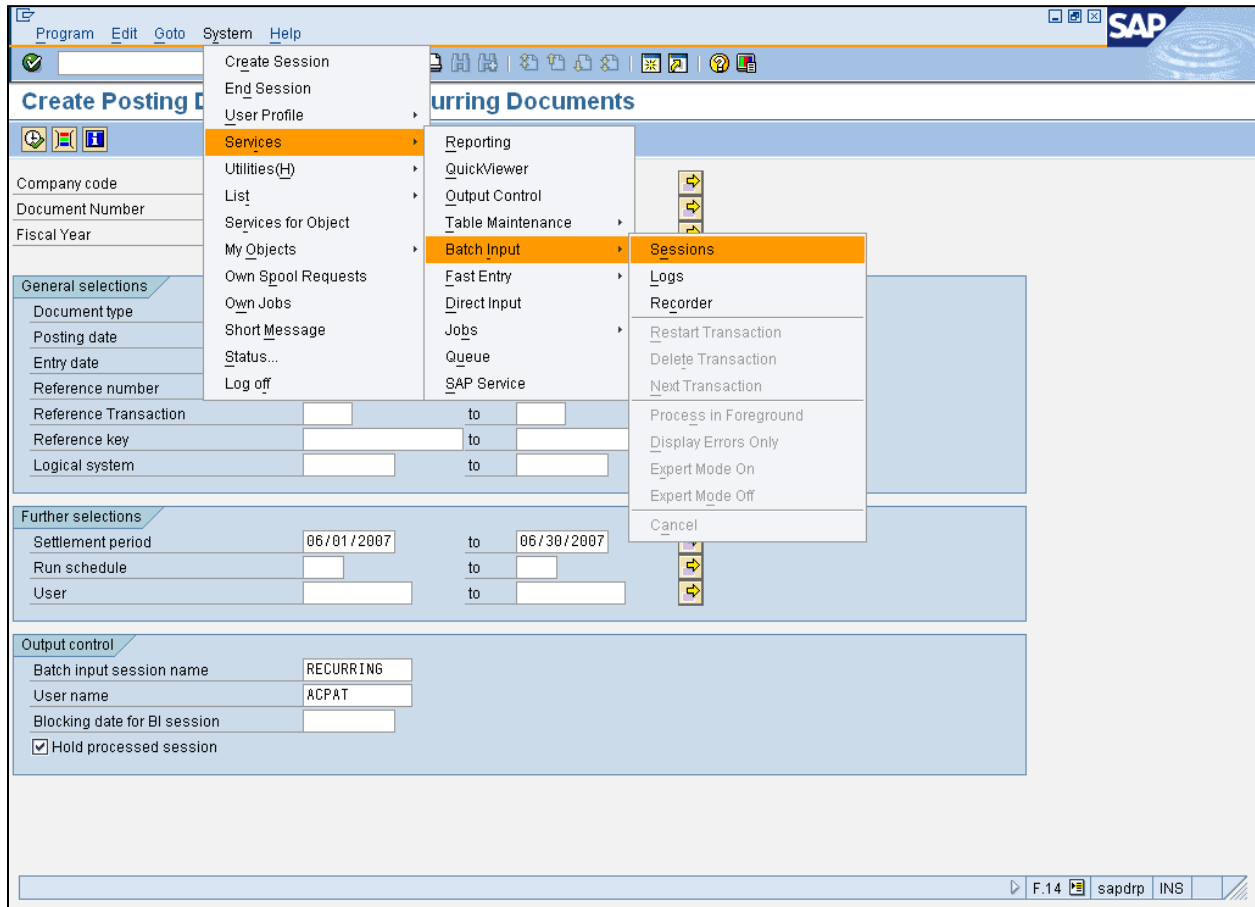 Program Edit Goto System Help
SAP
Create Posting D
urring Documents
Create Session
End Session
User Profile
Services
Utilities(H)
List
Services for Object
My Objects
Own Spool Requests
Own Jobs
Short Message
Status...
Log off
Reporting
QuickViewer
Output Control
Table Maintenance
Batch Input
Fast Entry
Direct Input
Jobs
Queue
SAP Service
Sessions
Logs
Recorder
Restart Transaction
Delete Transaction
Next Transaction
Process in Foreground
Display Errors Only
Expert Mode On
Expert Mode Off
Cancel
Company code
Document Number
Fiscal Year
General selections
Document type
Posting date
Entry date
Reference number
Reference Transaction to
Reference key to
Logical system to
Further selections
Settlement period 06/01/2007 to 06/30/2007
Run schedule to
User to
Output control
Batch input session name RECURRING
User name ACPAT
Blocking date for BI session
Hold processed session
F.14 sapdrp INS